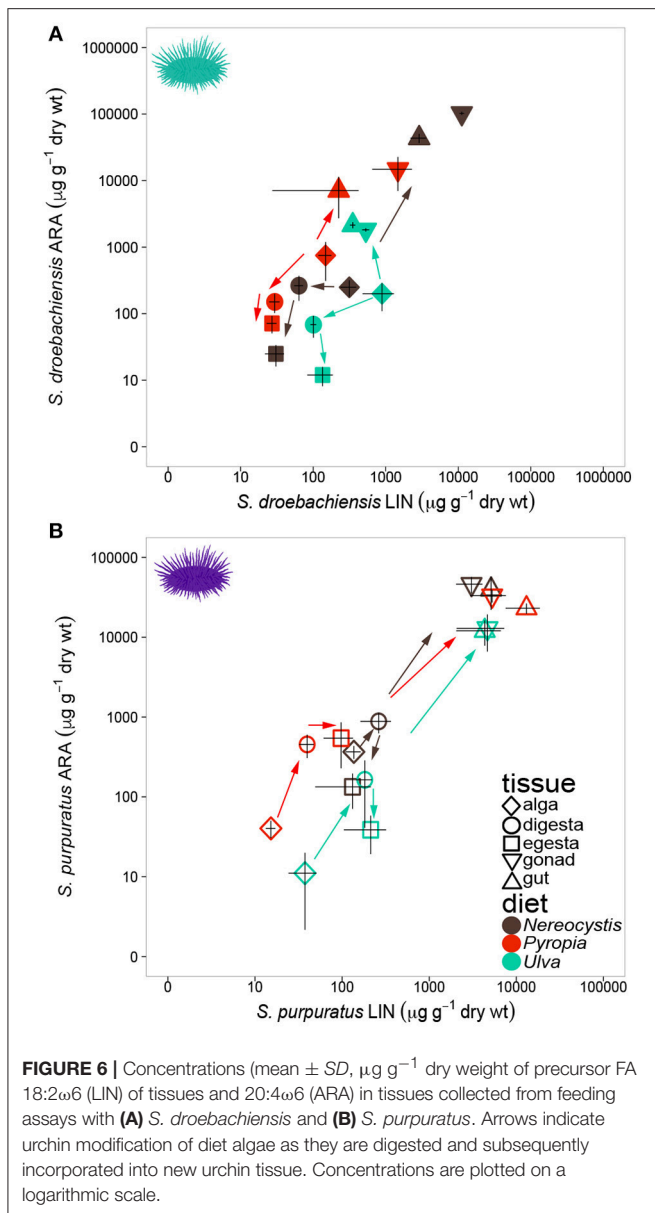 A
1000000
100000
10000
1000
100
10
0
S. droebachiensis ARA (μg g⁻¹ dry wt)
0 10 100 1000 10000 100000 1000000
S. droebachiensis LIN (μg g⁻¹ dry wt)
B
100000
10000
1000
100
10
0
S. purpuratus ARA (μg g⁻¹ dry wt)
tissue
alga
digesta
egesta
gonad
gut
diet
Nereocystis
Pyropia
Ulva
0 10 100 1000 10000 100000
S. purpuratus LIN (μg g⁻¹ dry wt)
FIGURE 6 | Concentrations (mean ± SD, μg g⁻¹ dry weight of precursor FA
18:2ω6 (LIN) of tissues and 20:4ω6 (ARA) in tissues collected from feeding
assays with (A) S. droebachiensis and (B) S. purpuratus. Arrows indicate
urchin modification of diet algae as they are digested and subsequently
incorporated into new urchin tissue. Concentrations are plotted on a
logarithmic scale.